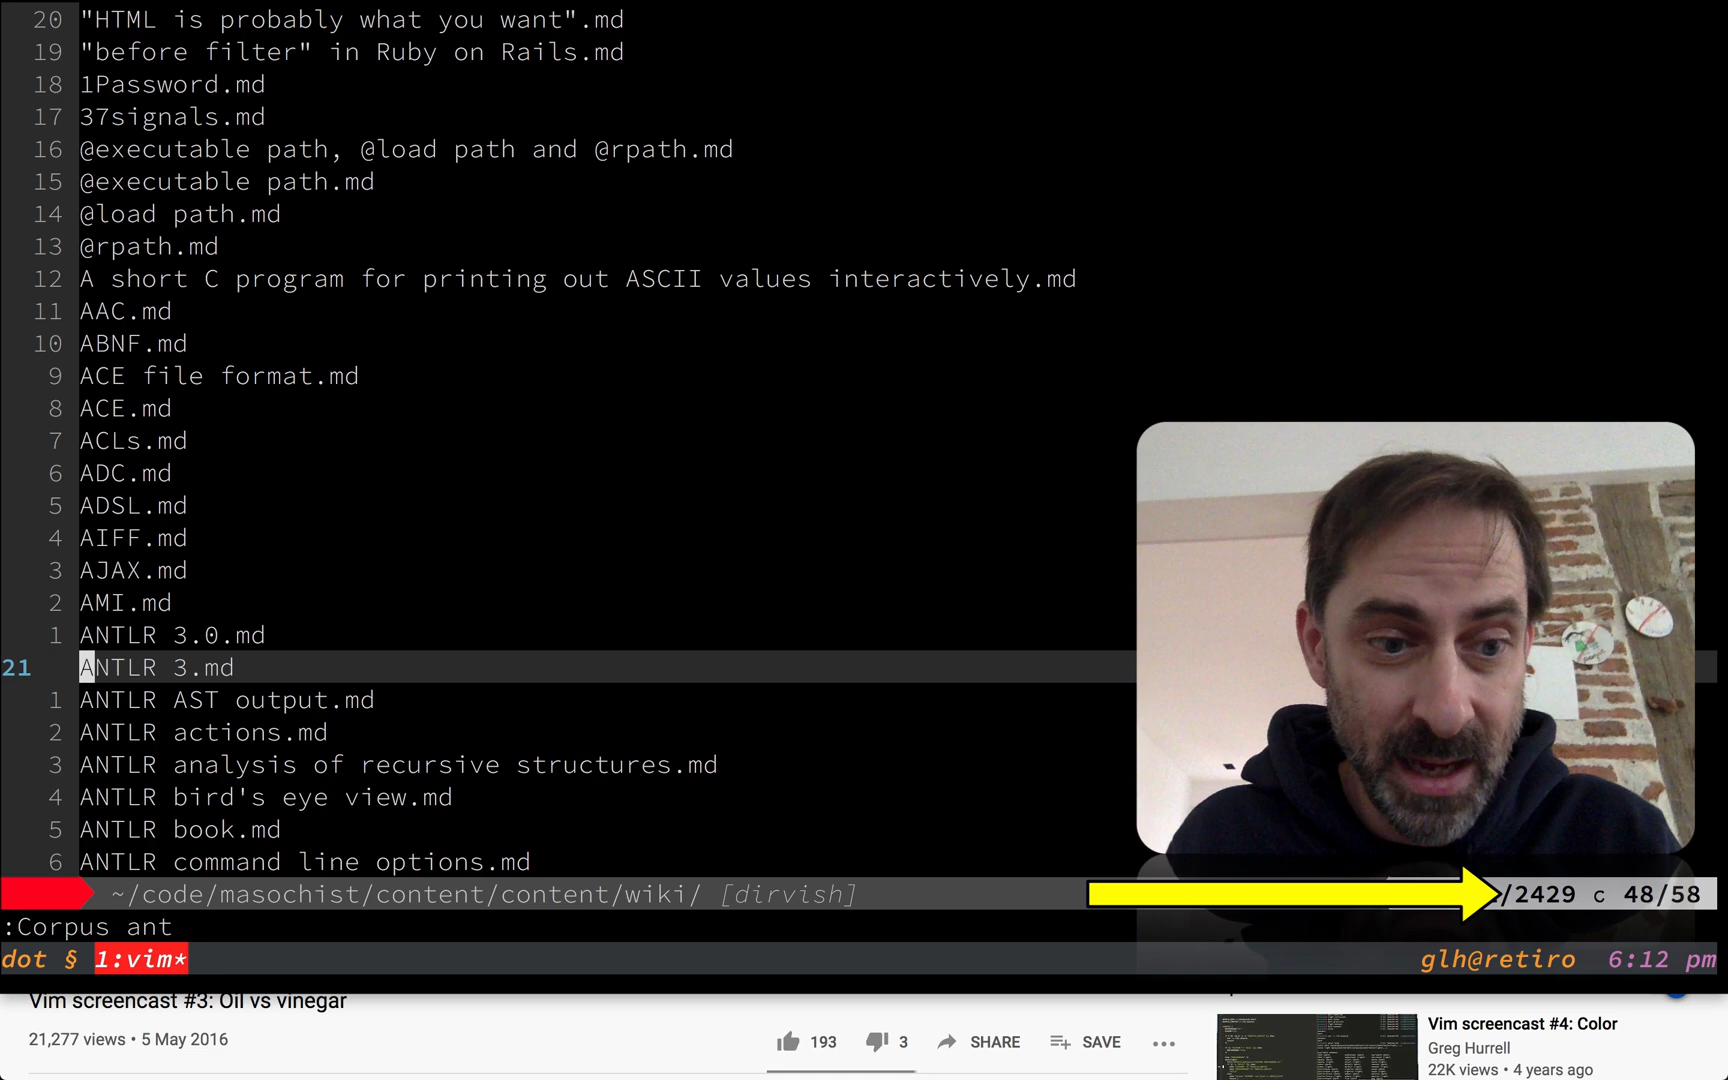 20 "HTML is probably what you want".md
19 "before filter" in Ruby on Rails.md
18 1Password.md
17 37signals.md
16 @executable path, @load path and @rpath.md
15 @executable path.md
14 @load path.md
13 @rpath.md
12 A short C program for printing out ASCII values interactively.md
11 AAC.md
10 ABNF.md
9 ACE file format.md
8 ACE.md
7 ACLs.md
6 ADC.md
5 ADSL.md
4 AIFF.md
3 AJAX.md
2 AMI.md
1 ANTLR 3.0.md
21 ANTLR 3.md
1 ANTLR AST output.md
2 ANTLR actions.md
3 ANTLR analysis of recursive structures.md
4 ANTLR bird's eye view.md
5 ANTLR book.md
6 ANTLR command line options.md
~/code/masochist/content/content/wiki/ [dirvish] /2429 c 48/58
:Corpus ant
dot § 1:vim* glh@retiro 6:12 pm
Vim screencast #3: Oil vs vinegar
21,277 views • 5 May 2016
193 3 SHARE SAVE
Vim screencast #4: Color
Greg Hurrell
22K views • 4 years ago